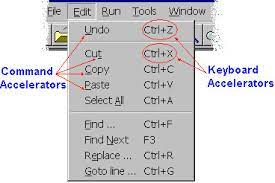 File Edit Run Tools Window
Undo Ctrl+Z
Cut Ctrl+X
Copy Ctrl+C
Paste Ctrl+V
Select All Ctrl+A
Find ... Ctrl+F
Find Next F3
Replace ... Ctrl+R
Goto line ... Ctrl+G
Command
Accelerators
Keyboard
Accelerators